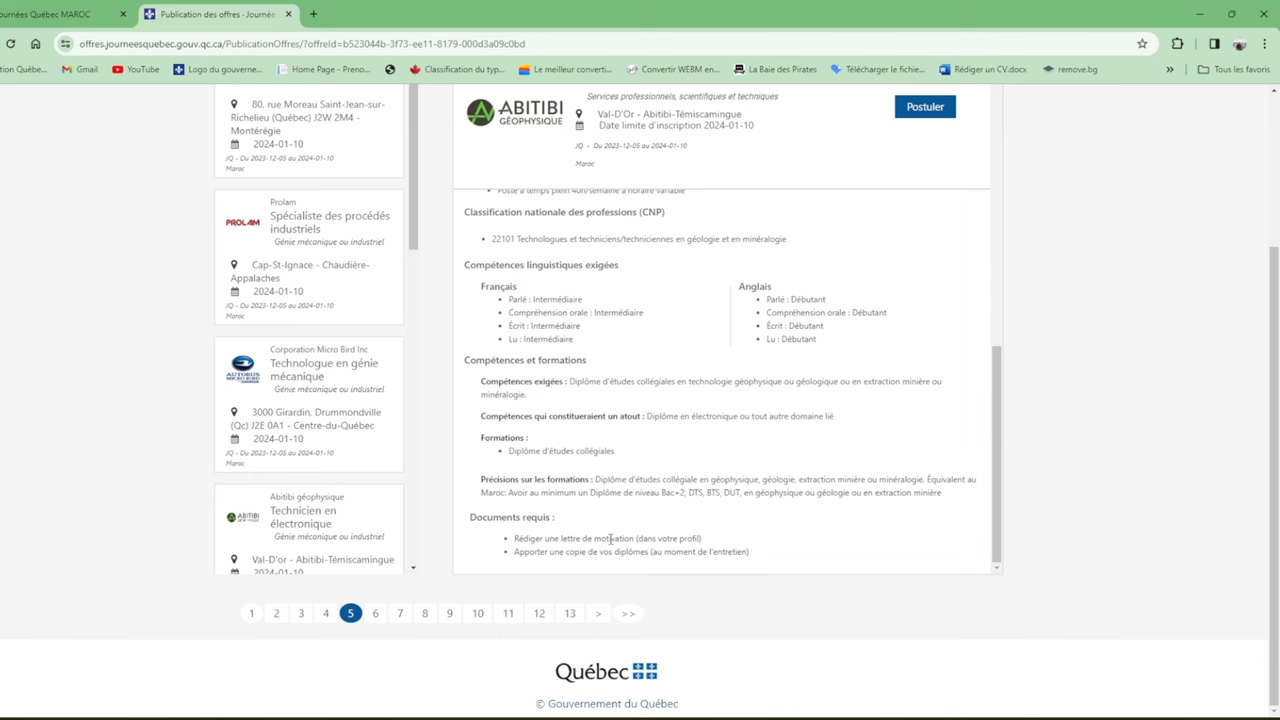 ournées Québec MAROC
Publication des offres - Journée
offres.journeesquebec.gouv.qc.ca/PublicationOffres/?offreId=b523044b-3f73-ee11-8179-000d3a09c0bd
tion Québe...
Gmail
YouTube
Logo du gouverne...
Home Page - Preno...
Classification du typ...
Le meilleur converti...
Convertir WEBM en...
La Baie des Pirates
Télécharger le fichie...
Rédiger un CV.docx
remove.bg
»
Tous les favoris
80, rue Moreau Saint-Jean-sur-
Richelieu (Québec) J2W 2M4 -
Montérégie
2024-01-10
JQ - Du 2023-12-05 au 2024-01-10
Maroc
PROLAM
Prolam
Spécialiste des procédés
industriels
Génie mécanique ou industriel
Cap-St-Ignace - Chaudière-
Appalaches
2024-01-10
JQ - Du 2023-12-05 au 2024-01-10
Maroc
AUTOBUS
MICRO BIRD
Corporation Micro Bird Inc
Technologue en génie
mécanique
Génie mécanique ou industriel
3000 Girardin, Drummondville
(Qc) J2E 0A1 - Centre-du-Québec
2024-01-10
JQ - Du 2023-12-05 au 2024-01-10
Maroc
ABITIBI
Abitibi géophysique
Technicien en
électronique
Génie mécanique ou industriel
Val-D'Or - Abitibi-Témiscamingue
2024-01-10
ABITIBI
GÉOPHYSIQUE
Services professionnels, scientifiques et techniques
Val-D'Or - Abitibi-Témiscamingue
Date limite d'inscription 2024-01-10
JQ - Du 2023-12-05 au 2024-01-10
Maroc
Postuler
• Poste à temps plein 40h/semaine à horaire variable
Classification nationale des professions (CNP)
• 22101 Technologues et techniciens/techniciennes en géologie et en minéralogie
Compétences linguistiques exigées
Français
• Parlé : Intermédiaire
• Compréhension orale : Intermédiaire
• Écrit : Intermédiaire
• Lu : Intermédiaire
Anglais
• Parlé : Débutant
• Compréhension orale : Débutant
• Écrit : Débutant
• Lu : Débutant
Compétences et formations
Compétences exigées : Diplôme d'études collégiales en technologie géophysique ou géologique ou en extraction minière ou
minéralogie.
Compétences qui constitueraient un atout : Diplôme en électronique ou tout autre domaine lié
Formations :
• Diplôme d'études collégiales
Précisions sur les formations : Diplôme d'études collégiale en géophysique, géologie, extraction minière ou minéralogie. Équivalent au
Maroc: Avoir au minimum un Diplôme de niveau Bac+2, DTS, BTS, DUT, en géophysique ou géologie ou en extraction minière
Documents requis :
• Rédiger une lettre de motivation (dans votre profil)
• Apporter une copie de vos diplômes (au moment de l'entretien)
1 2 3 4 5 6 7 8 9 10 11 12 13 > >>
Québec
© Gouvernement du Québec